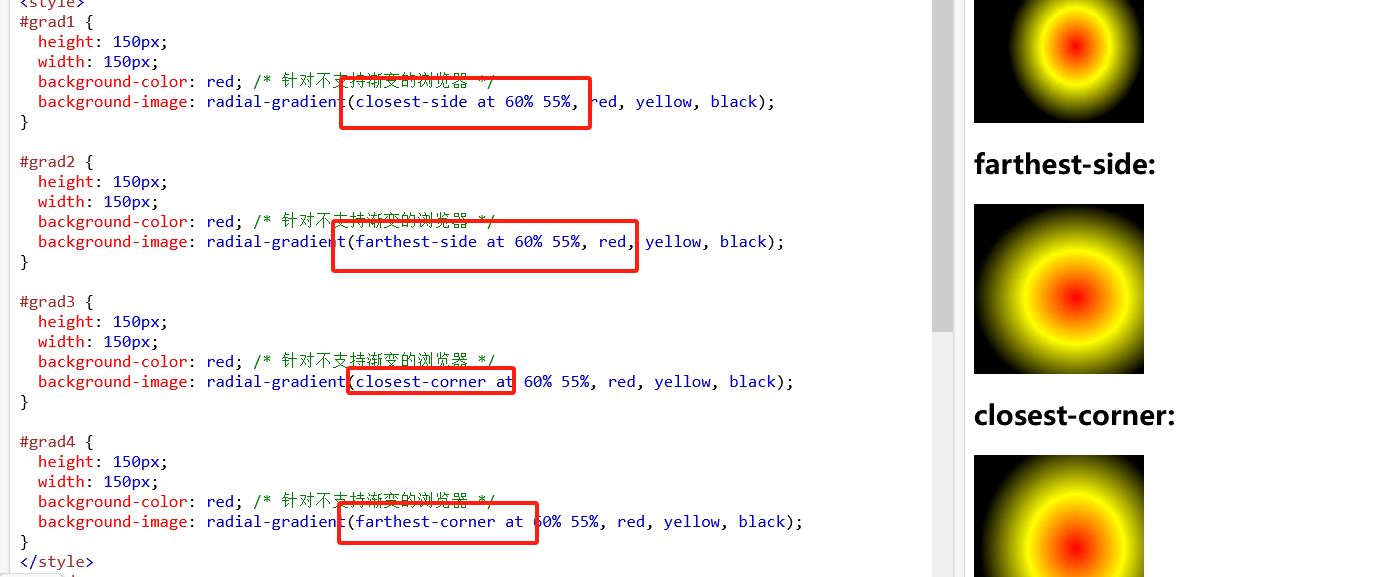 <style>
#grad1 {
  height: 150px;
  width: 150px;
  background-color: red; /* 针对不支持渐变的浏览器 */
  background-image: radial-gradient(closest-side at 60% 55%, red, yellow, black);
}

#grad2 {
  height: 150px;
  width: 150px;
  background-color: red; /* 针对不支持渐变的浏览器 */
  background-image: radial-gradient(farthest-side at 60% 55%, red, yellow, black);
}

#grad3 {
  height: 150px;
  width: 150px;
  background-color: red; /* 针对不支持渐变的浏览器 */
  background-image: radial-gradient(closest-corner at 60% 55%, red, yellow, black);
}

#grad4 {
  height: 150px;
  width: 150px;
  background-color: red; /* 针对不支持渐变的浏览器 */
  background-image: radial-gradient(farthest-corner at 60% 55%, red, yellow, black);
}
</style>
farthest-side:
closest-corner: